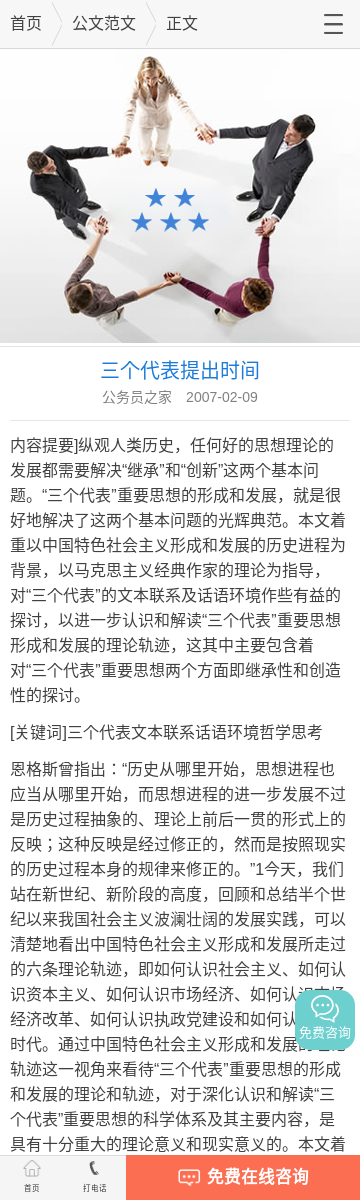 首页 公文范文 正文
三个代表提出时间
公务员之家 2007-02-09
内容提要]纵观人类历史，任何好的思想理论的
发展都需要解决“继承”和“创新”这两个基本问
题。“三个代表”重要思想的形成和发展，就是很
好地解决了这两个基本问题的光辉典范。本文着
重以中国特色社会主义形成和发展的历史进程为
背景，以马克思主义经典作家的理论为指导，
对“三个代表”的文本联系及话语环境作些有益的
探讨，以进一步认识和解读“三个代表”重要思想
形成和发展的理论轨迹，这其中主要包含着
对“三个代表”重要思想两个方面即继承性和创造
性的探讨。
[关键词]三个代表文本联系话语环境哲学思考
恩格斯曾指出：“历史从哪里开始，思想进程也
应当从哪里开始，而思想进程的进一步发展不过
是历史过程抽象的、理论上前后一贯的形式上的
反映；这种反映是经过修正的，然而是按照现实
的历史过程本身的规律来修正的。”1今天，我们
站在新世纪、新阶段的高度，回顾和总结半个世
纪以来我国社会主义波澜壮阔的发展实践，可以
清楚地看出中国特色社会主义形成和发展所走过
的六条理论轨迹，即如何认识社会主义、如何认
识资本主义、如何认识市场经济、如何认识市场
经济改革、如何认识执政党建设和如何认
时代。通过中国特色社会主义形成和发展的
轨迹这一视角来看待“三个代表”重要思想的形成
和发展的理论和轨迹，对于深化认识和解读“三
个代表”重要思想的科学体系及其主要内容，是
具有十分重大的理论意义和现实意义的。本文着
免费咨询
首页 打电话 免费在线咨询